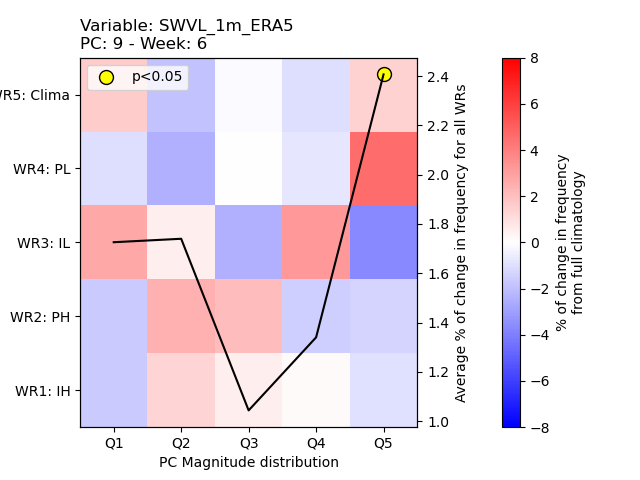 Variable: SWVL_1m_ERA5
PC: 9 - Week: 6
p<0.05
WR5: Clima
WR4: PL
WR3: IL
WR2: PH
WR1: IH
Q1 Q2 Q3 Q4 Q5
PC Magnitude distribution
2.4
2.2
2.0
1.8
1.6
1.4
1.2
1.0
Average % of change in frequency for all WRs
8
6
4
2
0
−2
−4
−6
−8
% of change in frequency
from full climatology